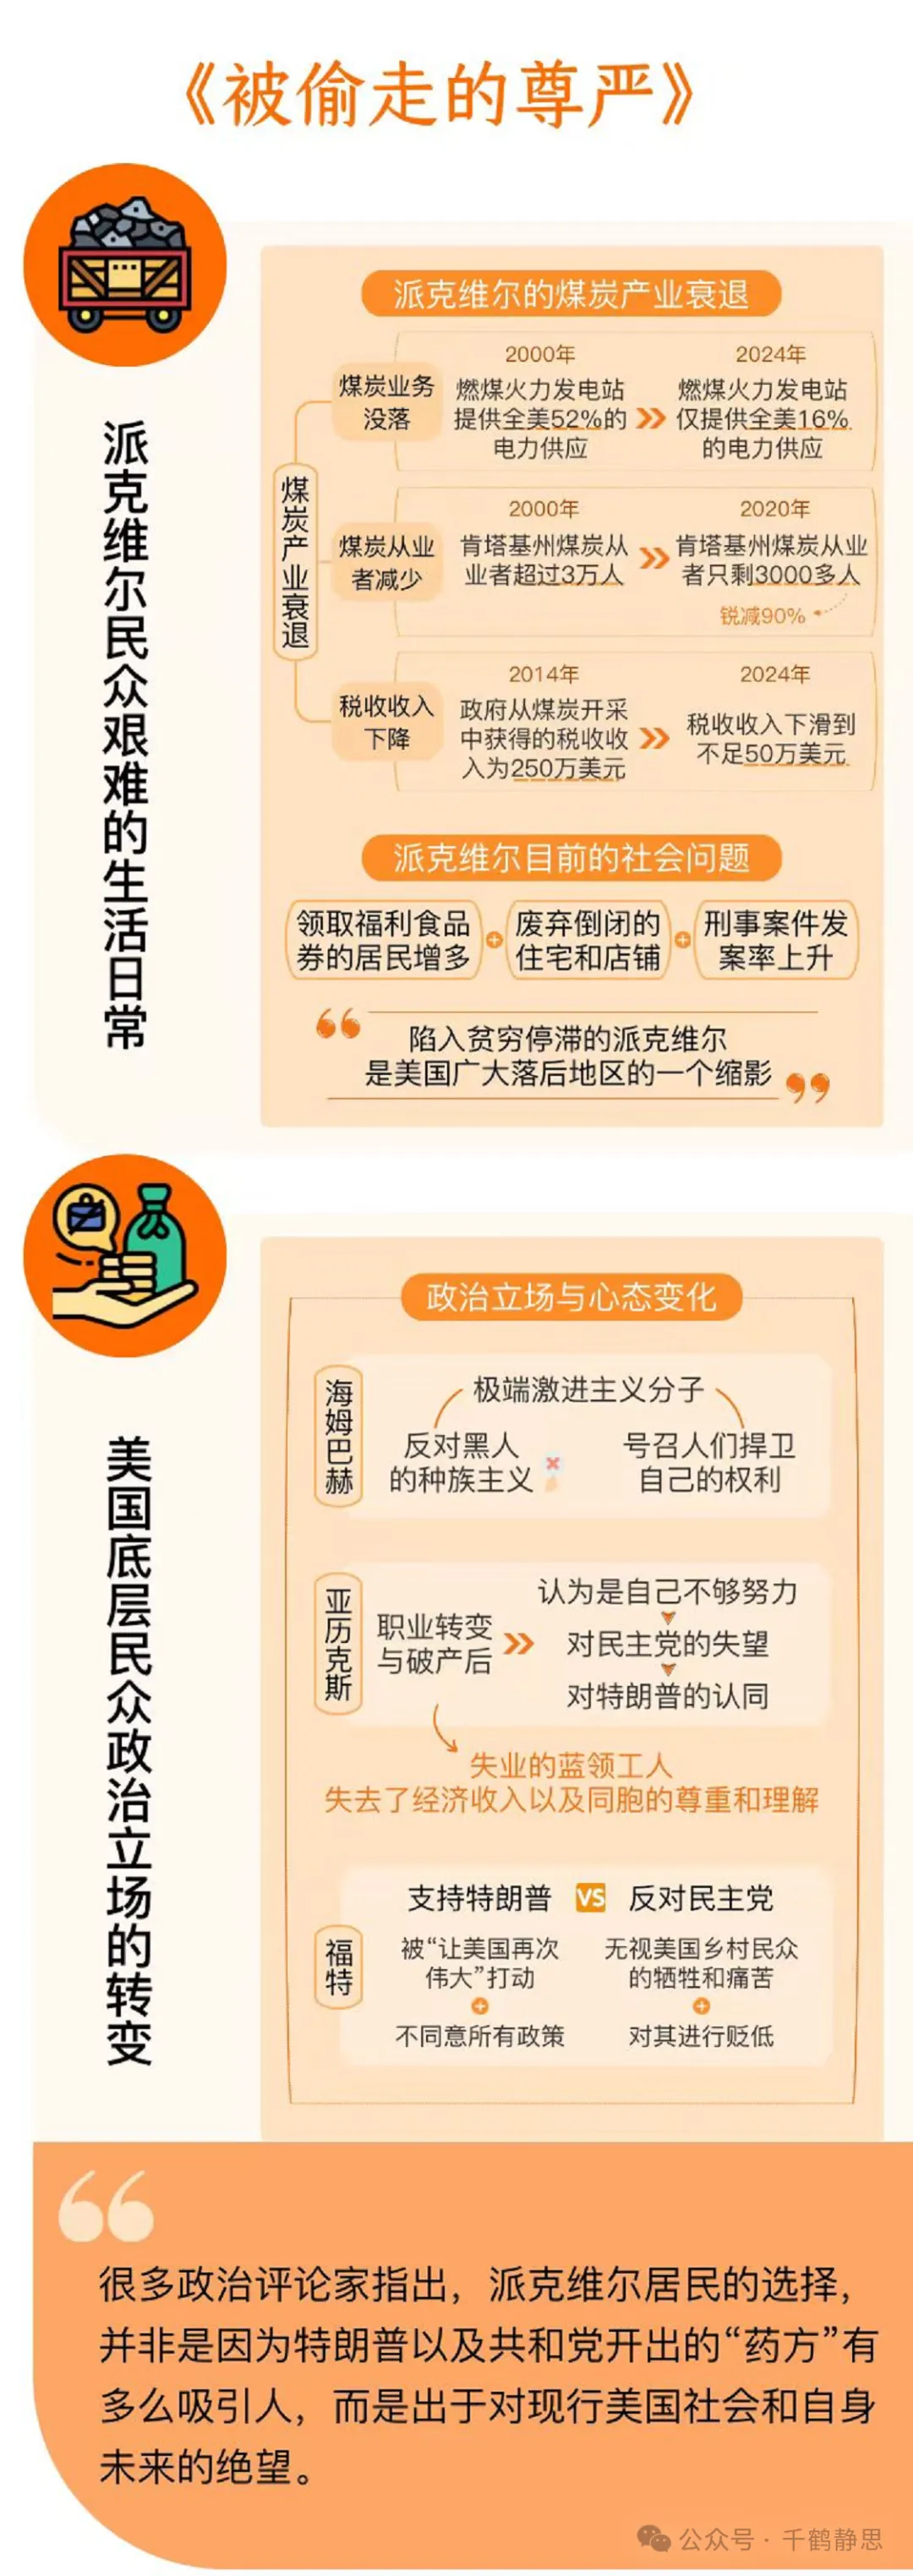 《被偷走的尊严》
派克维尔民众艰难的生活日常
派克维尔的煤炭产业衰退
煤炭产业衰退
煤炭业务
没落
2000年
燃煤火力发电站
提供全美52%的
电力供应
2024年
燃煤火力发电站
仅提供全美16%
的电力供应
煤炭从业
者减少
2000年
肯塔基州煤炭从
业者超过3万人
2020年
肯塔基州煤炭从业
者只剩3000多人
锐减90%
税收收入
下降
2014年
政府从煤炭开采
中获得的税收收
入为250万美元
2024年
税收收入下滑到
不足50万美元
派克维尔目前的社会问题
领取福利食品
券的居民增多
废弃倒闭的
住宅和店铺
刑事案件发
案率上升
陷入贫穷停滞的派克维尔
是美国广大落后地区的一个缩影
美国底层民众政治立场的转变
政治立场与心态变化
海姆巴赫
极端激进主义分子
反对黑人
的种族主义
号召人们捍卫
自己的权利
亚历克斯
职业转变
与破产后
认为是自己不够努力
对民主党的失望
对特朗普的认同
失业的蓝领工人
失去了经济收入以及同胞的尊重和理解
福特
支持特朗普 VS 反对民主党
被“让美国再次
伟大”打动
不同意所有政策
无视美国乡村民众
的牺牲和痛苦
对其进行贬低
很多政治评论家指出，派克维尔居民的选择，
并非是因为特朗普以及共和党开出的“药方”有
多么吸引人，而是出于对现行美国社会和自身
未来的绝望。
公众号·千鹤静思